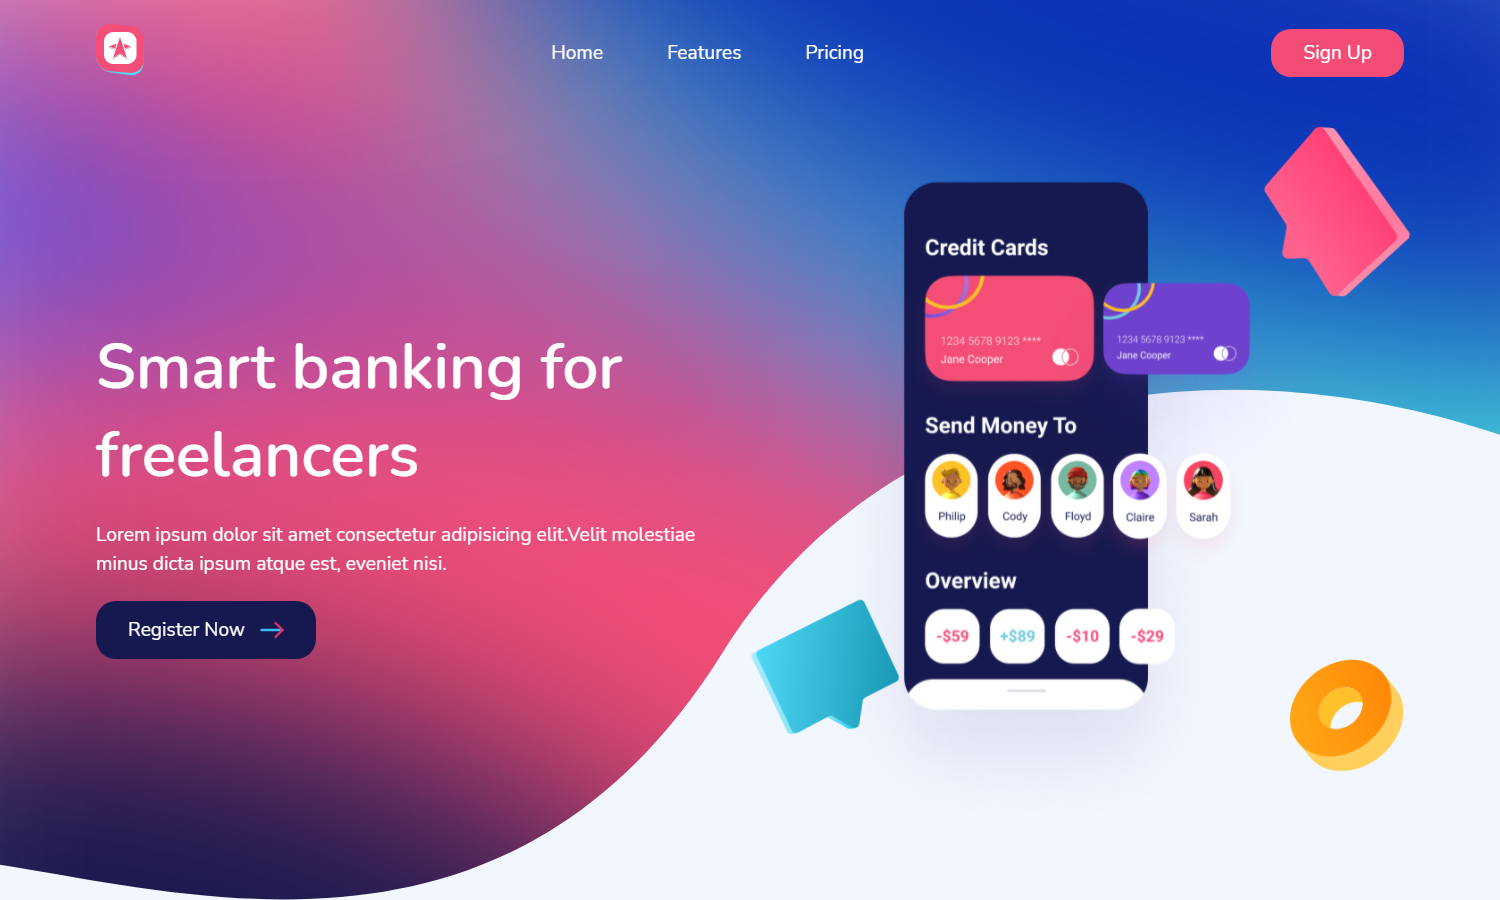 Home Features Pricing Sign Up
Smart banking for
freelancers
Lorem ipsum dolor sit amet consectetur adipisicing elit.Velit molestiae
minus dicta ipsum atque est, eveniet nisi.
Register Now
Credit Cards
1234 5678 9123 ****
Jane Cooper
1234 5678 9123 ****
Jane Cooper
Send Money To
Philip Cody Floyd Claire Sarah
Overview
-$59 +$89 -$10 -$29